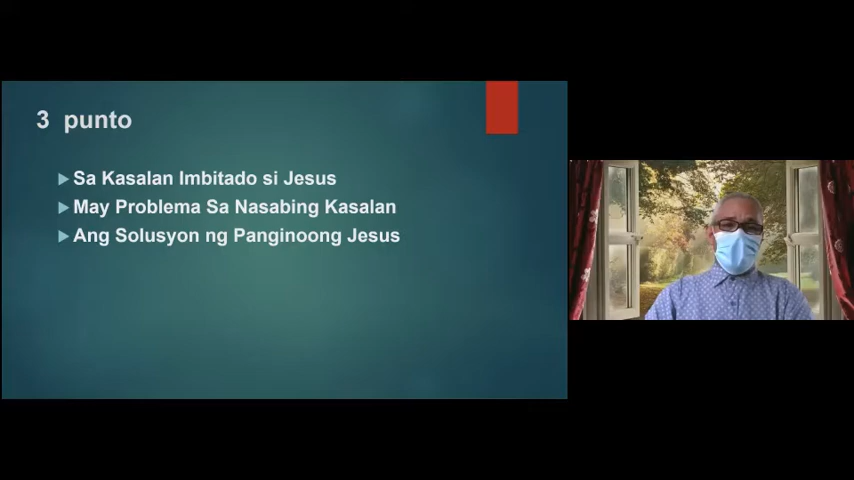 3 punto
Sa Kasalan Imbitado si Jesus
May Problema Sa Nasabing Kasalan
Ang Solusyon ng Panginoong Jesus